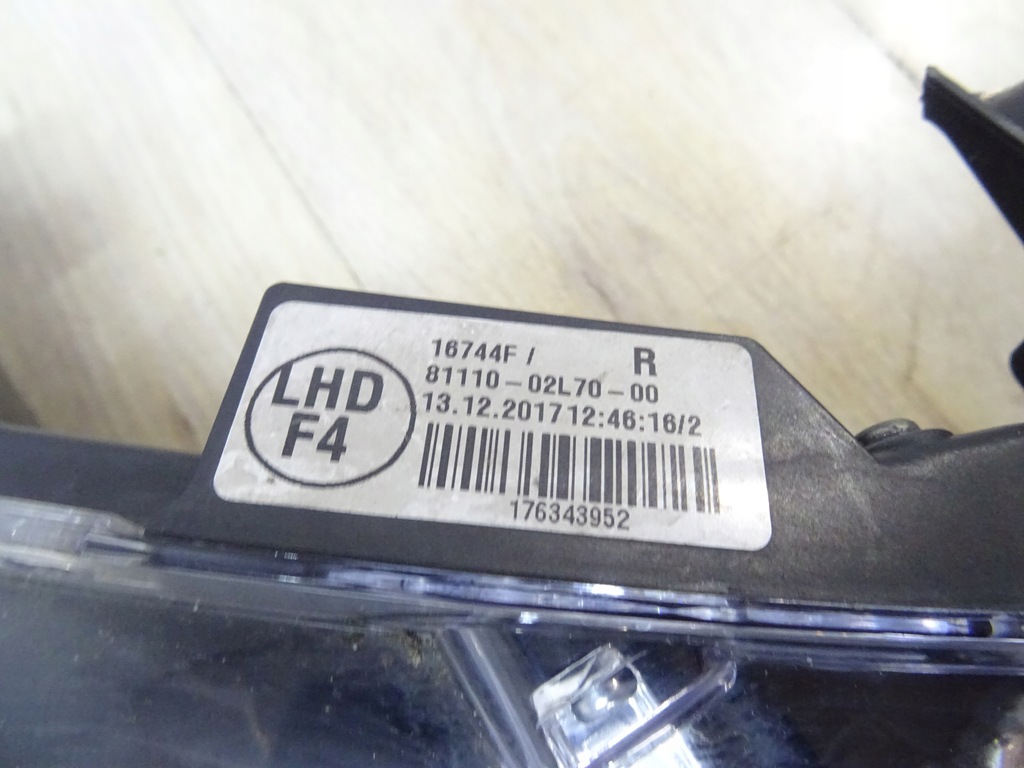 LHD
F4
16744F / R
81110-02L70-00
13.12.2017 12:46:16/2
176343952